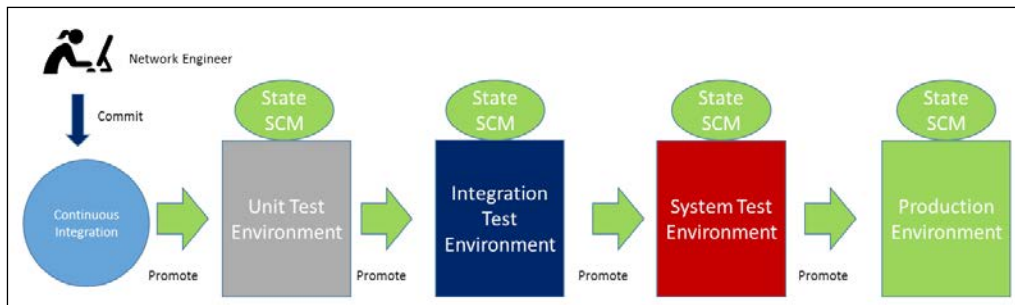 Network Engineer
Commit
Continuous
Integration
Promote
State
SCM
Unit Test
Environment
Promote
State
SCM
Integration
Test
Environment
Promote
State
SCM
System Test
Environment
Promote
State
SCM
Production
Environment